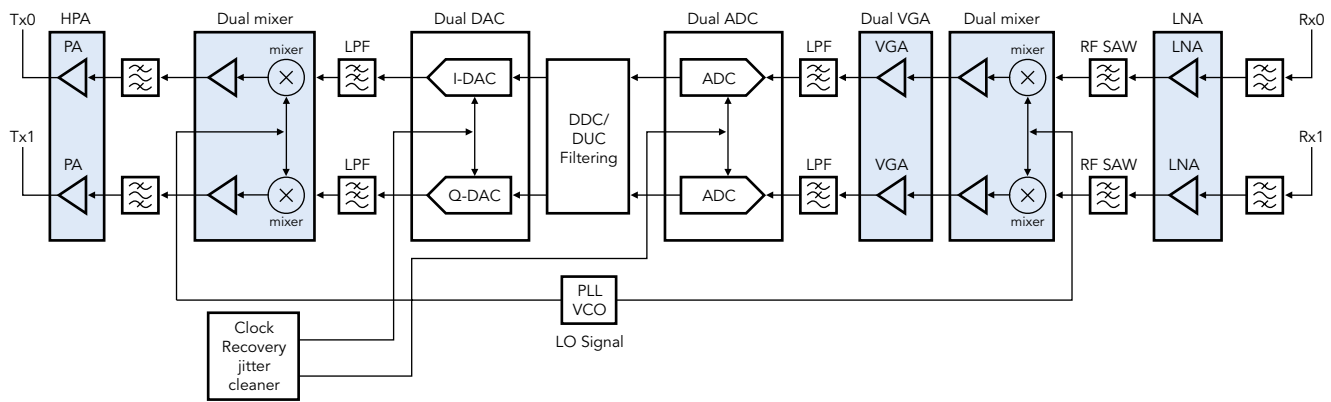 HPA
Dual mixer
Dual DAC
Dual ADC
Dual VGA
Dual mixer
LNA
Tx0
PA
mixer
LPF
I-DAC
ADC
LPF
VGA
mixer
RF SAW
LNA
Rx0
DDC/
DUC
Filtering
Tx1
PA
mixer
LPF
Q-DAC
ADC
LPF
VGA
mixer
RF SAW
LNA
Rx1
PLL
VCO
LO Signal
Clock
Recovery
jitter
cleaner